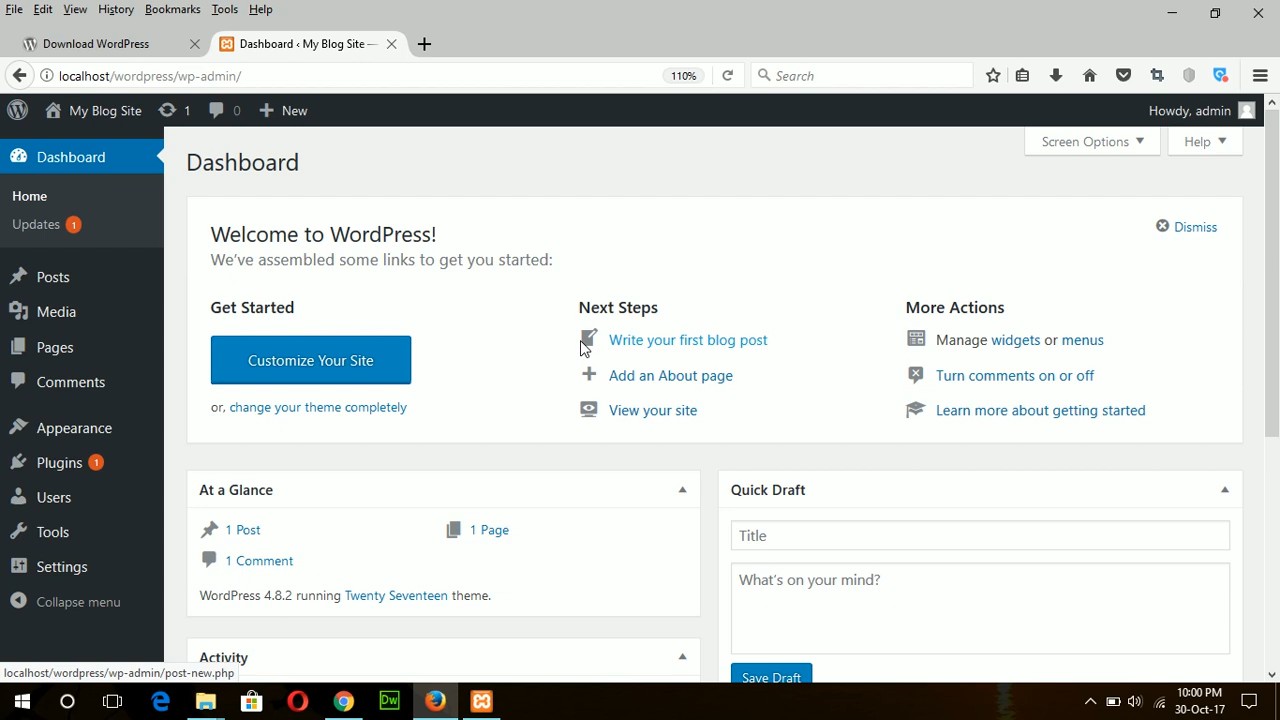 File Edit View History Bookmarks Tools Help
Download WordPress
Dashboard ‹ My Blog Site —
localhost/wordpress/wp-admin/
110%
Search
My Blog Site 1 0 New
Howdy, admin
Dashboard
Home
Updates 1
Posts
Media
Pages
Comments
Appearance
Plugins 1
Users
Tools
Settings
Collapse menu
Screen Options
Help
Dashboard
Welcome to WordPress!
We've assembled some links to get you started:
Dismiss
Get Started
Customize Your Site
or, change your theme completely
Next Steps
Write your first blog post
Add an About page
View your site
More Actions
Manage widgets or menus
Turn comments on or off
Learn more about getting started
At a Glance
1 Post
1 Page
1 Comment
WordPress 4.8.2 running Twenty Seventeen theme.
Activity
Quick Draft
Title
What's on your mind?
Save Draft
localhost/wordpress/wp-admin/post-new.php
Dw
10:00 PM
30-Oct-17